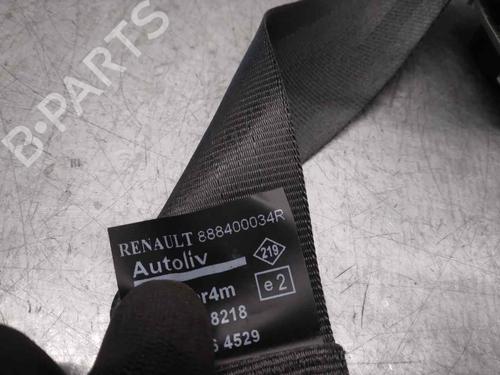 B-PARTS
RENAULT 888400034R
Autoliv
219
r4m
e2
8218
4529